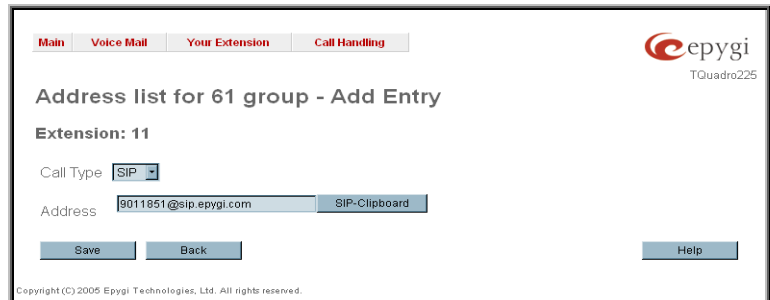 Main Voice Mail Your Extension Call Handling
epygi
TQuadro225
Address list for 61 group - Add Entry
Extension: 11
Call Type SIP
Address 9011851@sip.epygi.com SIP-Clipboard
Save Back Help
Copyright (C) 2005 Epygi Technologies, Ltd. All rights reserved.